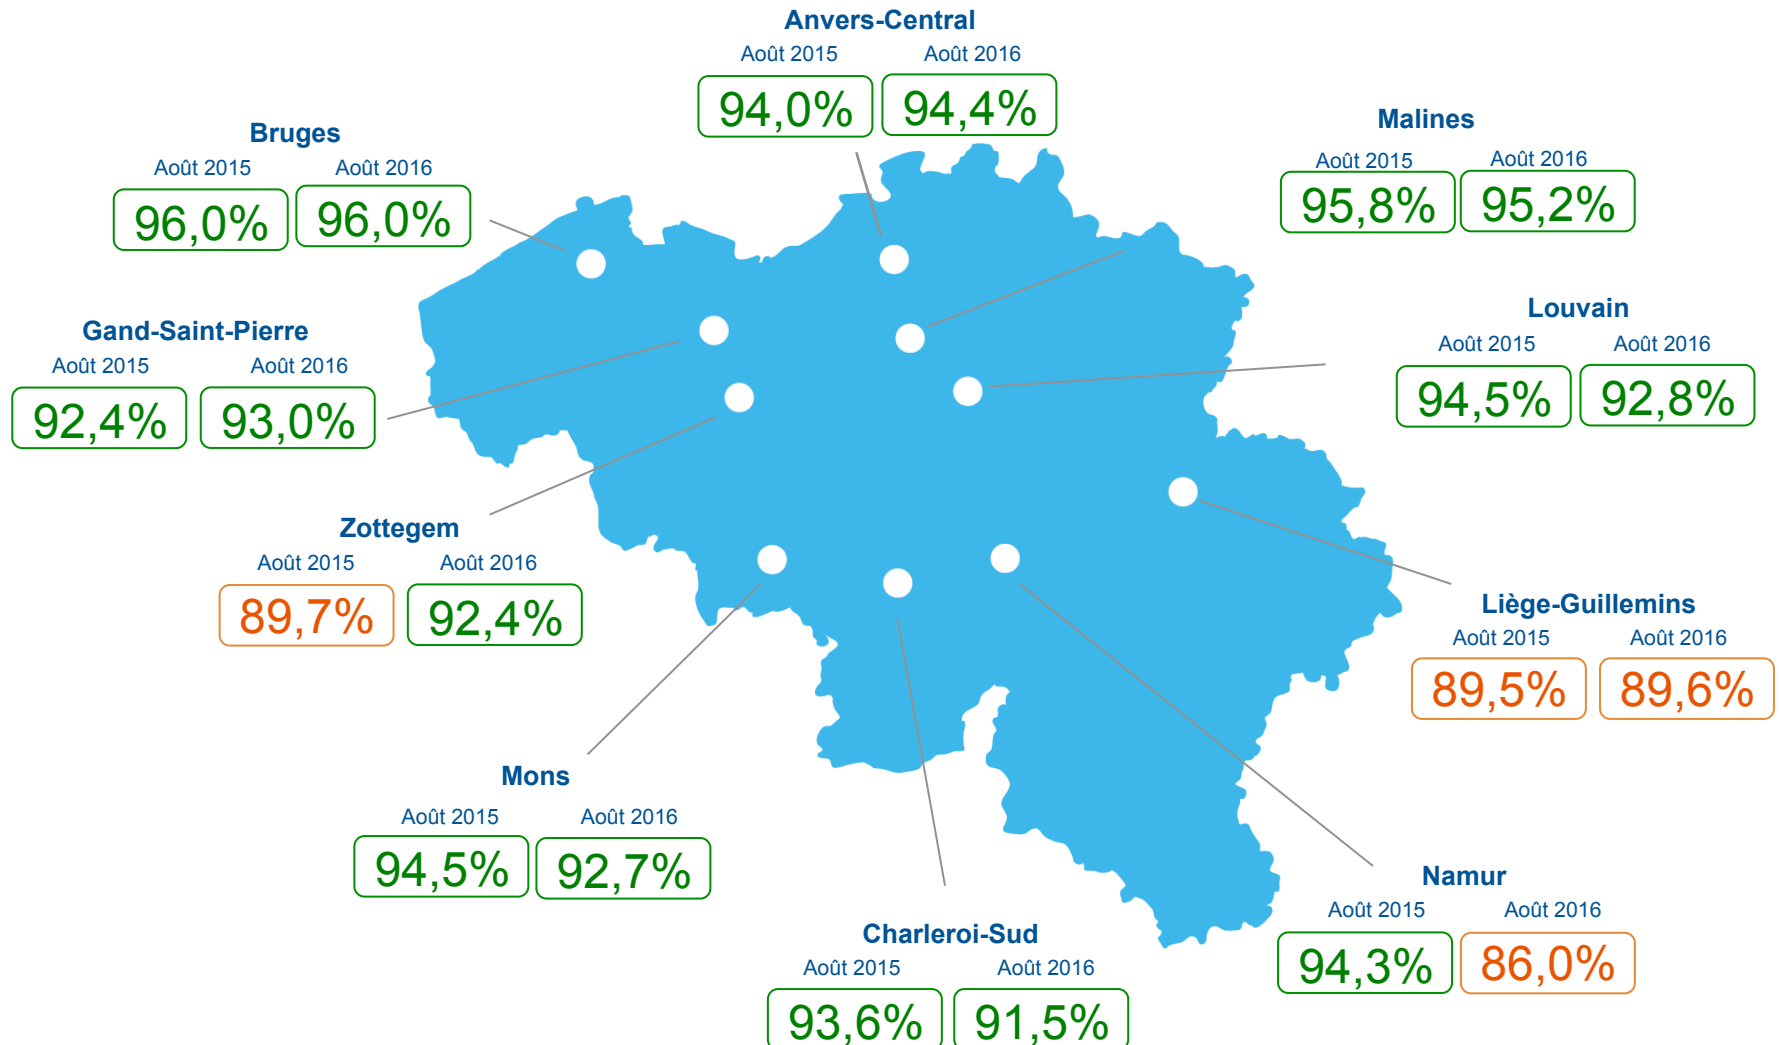 Anvers-Central
Août 2015 Août 2016
94,0% 94,4%
Bruges
Août 2015 Août 2016
96,0% 96,0%
Malines
Août 2015 Août 2016
95,8% 95,2%
Gand-Saint-Pierre
Août 2015 Août 2016
92,4% 93,0%
Louvain
Août 2015 Août 2016
94,5% 92,8%
Zottegem
Août 2015 Août 2016
89,7% 92,4%
Liège-Guillemins
Août 2015 Août 2016
89,5% 89,6%
Mons
Août 2015 Août 2016
94,5% 92,7%
Namur
Août 2015 Août 2016
94,3% 86,0%
Charleroi-Sud
Août 2015 Août 2016
93,6% 91,5%